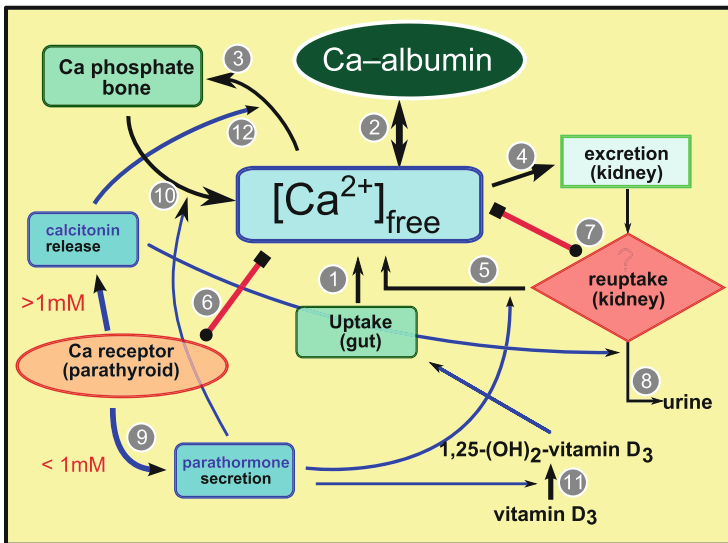 3
Ca phosphate
bone
Ca–albumin
12
2
4
excretion
(kidney)
10
[Ca²⁺]free
calcitonin
release
7
?
reuptake
(kidney)
1
5
>1mM
6
Uptake
(gut)
Ca receptor
(parathyroid)
8
urine
9
< 1mM
parathormone
secretion
1,25-(OH)₂-vitamin D₃
11
vitamin D₃